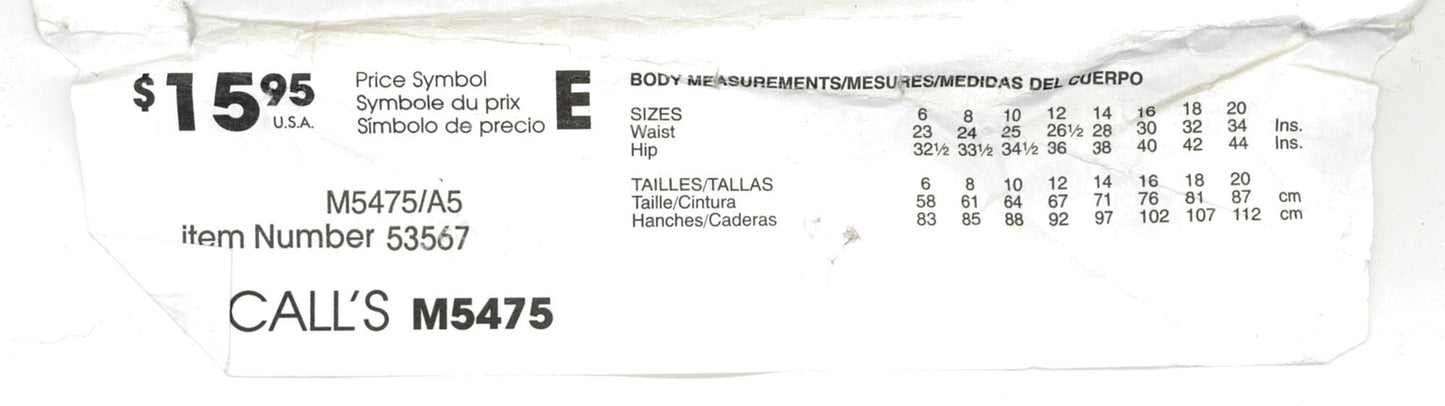 $15.95 U.S.A.
Price Symbol E
Symbole du prix
Símbolo de precio
M5475/A5
item Number 53567
CALL'S M5475
BODY MEASUREMENTS/MESURES/MEDIDAS DEL CUERPO
SIZES 6 8 10 12 14 16 18 20
Waist 23 24 25 26½ 28 30 32 34 Ins.
Hip 32½ 33½ 34½ 36 38 40 42 44 Ins.
TAILLES/TALLAS 6 8 10 12 14 16 18 20
Taille/Cintura 58 61 64 67 71 76 81 87 cm
Hanches/Caderas 83 85 88 92 97 102 107 112 cm